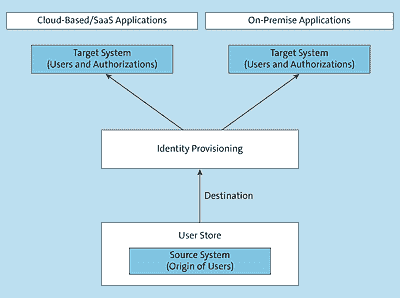 Cloud-Based/SaaS Applications
On-Premise Applications
Target System
(Users and Authorizations)
Target System
(Users and Authorizations)
Identity Provisioning
Destination
User Store
Source System
(Origin of Users)